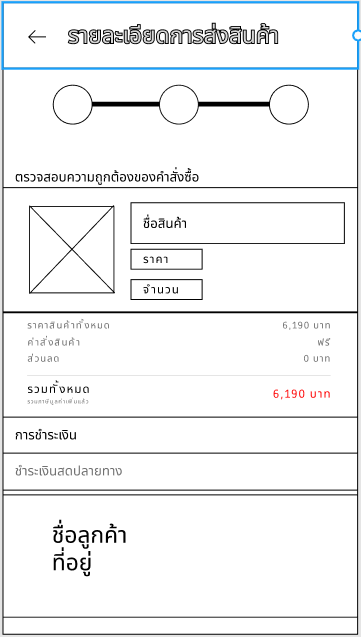 รายละเอียดการส่งสินค้า
ตรวจสอบความถูกต้องของคำสั่งซื้อ
ชื่อสินค้า
ราคา
จำนวน
ราคาสินค้าทั้งหมด 6,190 บาท
ค่าส่งสินค้า ฟรี
ส่วนลด 0 บาท
รวมทั้งหมด 6,190 บาท
รวมภาษีมูลค่าเพิ่มแล้ว
การชำระเงิน
ชำระเงินสดปลายทาง
ชื่อลูกค้า
ที่อยู่